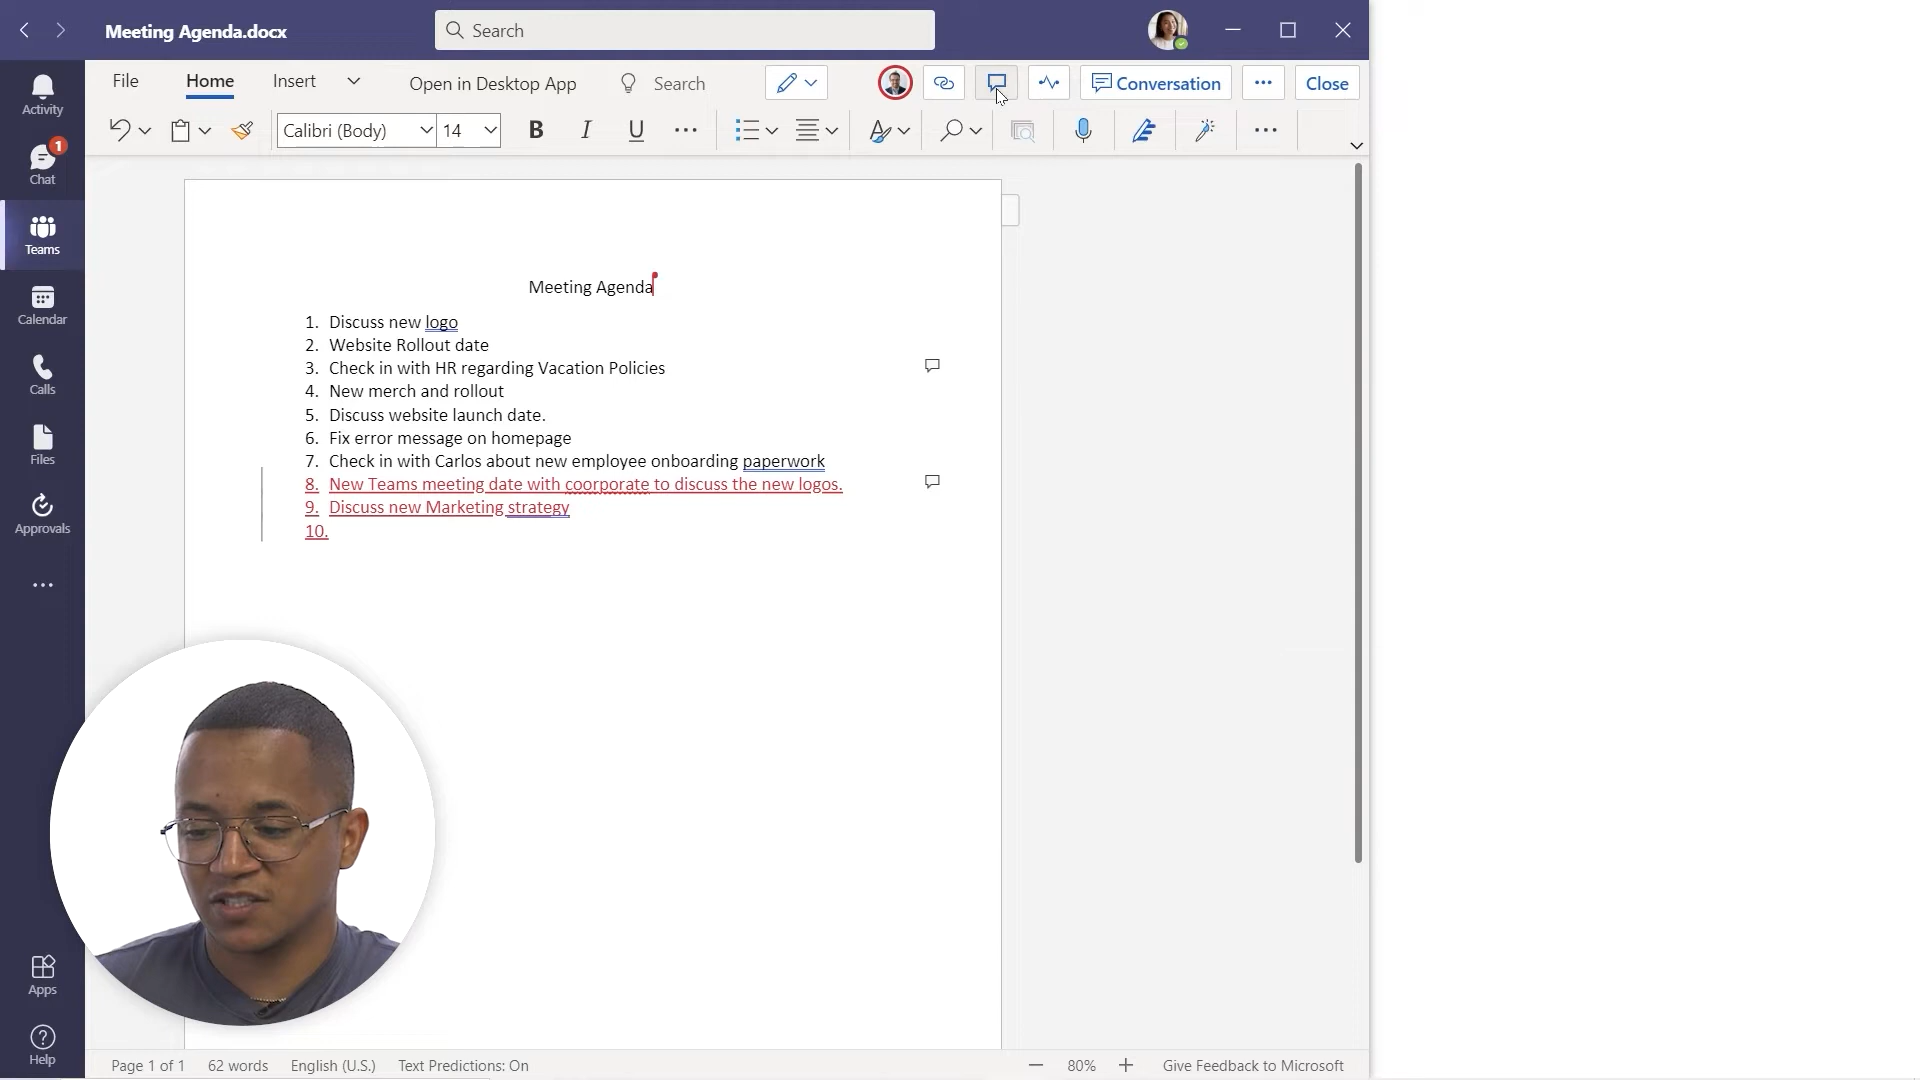 Meeting Agenda.docx
Search
Activity
1
Chat
Teams
Calendar
Calls
Files
Approvals
Apps
Help
File
Home
Insert
Open in Desktop App
Search
Conversation
Close
Calibri (Body)
14
B
I
U
Meeting Agenda
1. Discuss new logo
2. Website Rollout date
3. Check in with HR regarding Vacation Policies
4. New merch and rollout
5. Discuss website launch date.
6. Fix error message on homepage
7. Check in with Carlos about new employee onboarding paperwork
8. New Teams meeting date with coorporate to discuss the new logos.
9. Discuss new Marketing strategy
10.
Page 1 of 1
62 words
English (U.S.)
Text Predictions: On
80%
Give Feedback to Microsoft